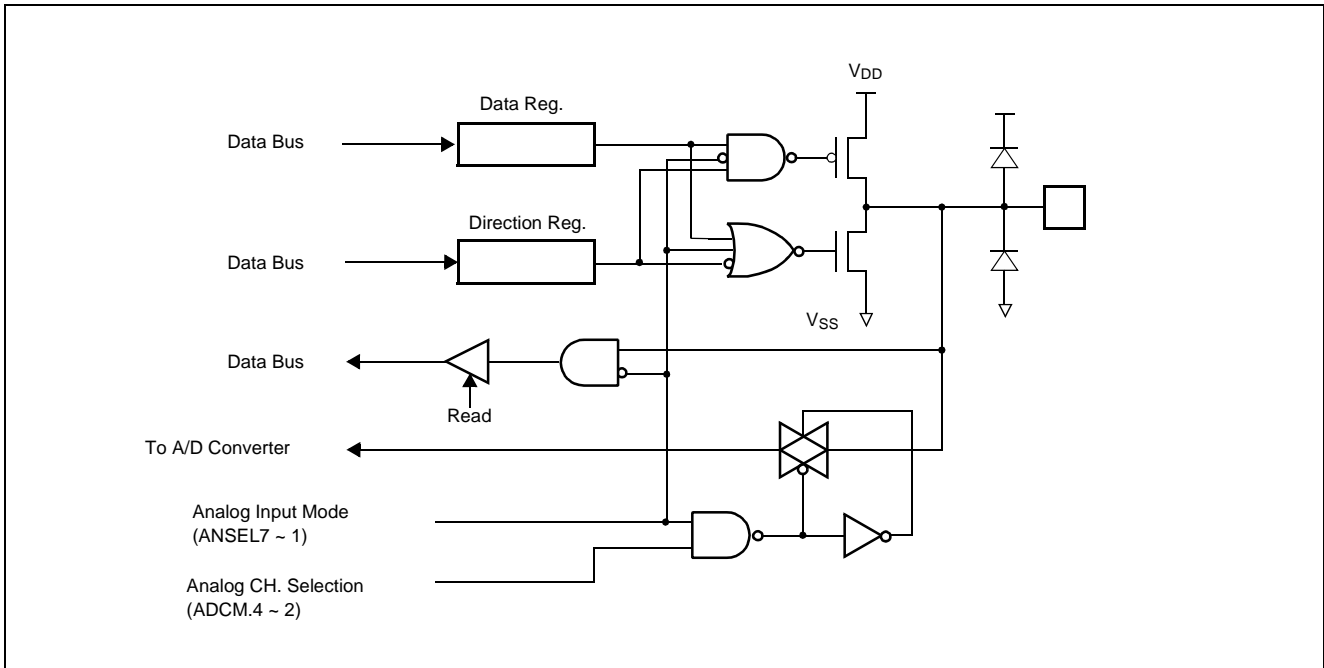 VDD
Data Reg.
Data Bus
Direction Reg.
Data Bus
VSS
Data Bus
Read
To A/D Converter
Analog Input Mode
(ANSEL7 ~ 1)
Analog CH. Selection
(ADCM.4 ~ 2)